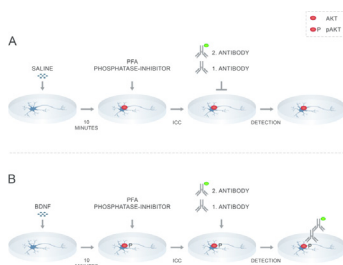 AKT
P pAKT
A
SALINE
PFA
PHOSPHATASE-INHIBITOR
2. ANTIBODY
1. ANTIBODY
10
MINUTES
ICC
DETECTION
B
BDNF
PFA
PHOSPHATASE-INHIBITOR
2. ANTIBODY
1. ANTIBODY
P
P
P
10
MINUTES
ICC
DETECTION